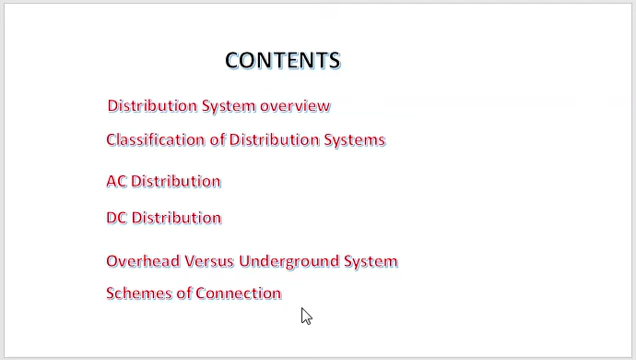 CONTENTS
Distribution System overview
Classification of Distribution Systems
AC Distribution
DC Distribution
Overhead Versus Underground System
Schemes of Connection